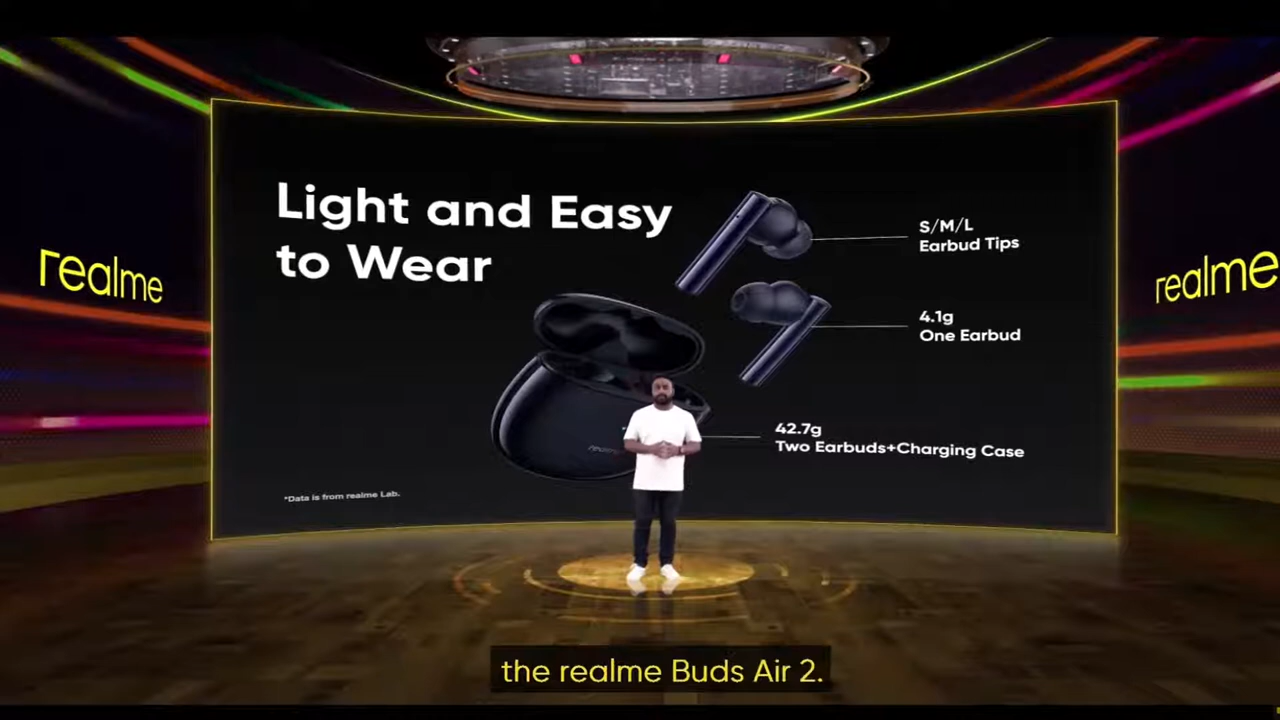 Light and Easy
to Wear
S/M/L
Earbud Tips
4.1g
One Earbud
42.7g
Two Earbuds+Charging Case
*Data is from realme Lab.
realme
realme
realme
the realme Buds Air 2.